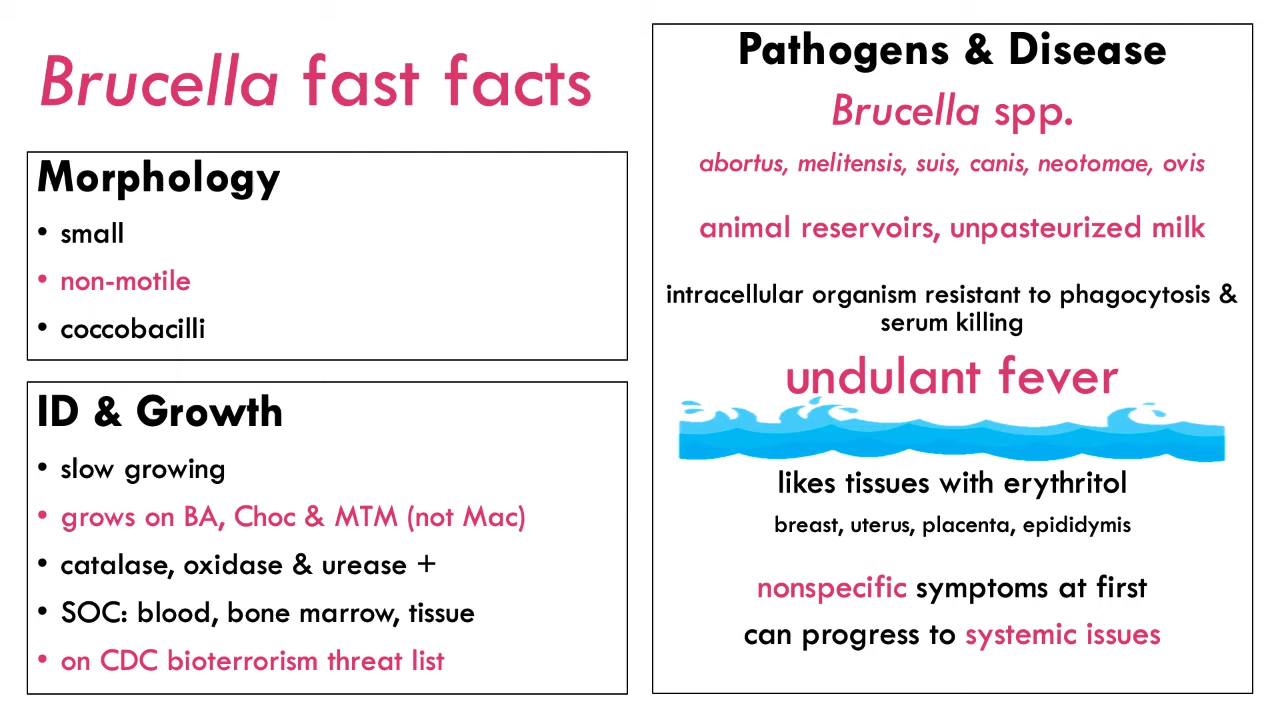 Brucella fast facts
Morphology
• small
• non-motile
• coccobacilli
ID & Growth
• slow growing
• grows on BA, Choc & MTM (not Mac)
• catalase, oxidase & urease +
• SOC: blood, bone marrow, tissue
• on CDC bioterrorism threat list
Pathogens & Disease
Brucella spp.
abortus, melitensis, suis, canis, neotomae, ovis
animal reservoirs, unpasteurized milk
intracellular organism resistant to phagocytosis &
serum killing
undulant fever
likes tissues with erythritol
breast, uterus, placenta, epididymis
nonspecific symptoms at first
can progress to systemic issues